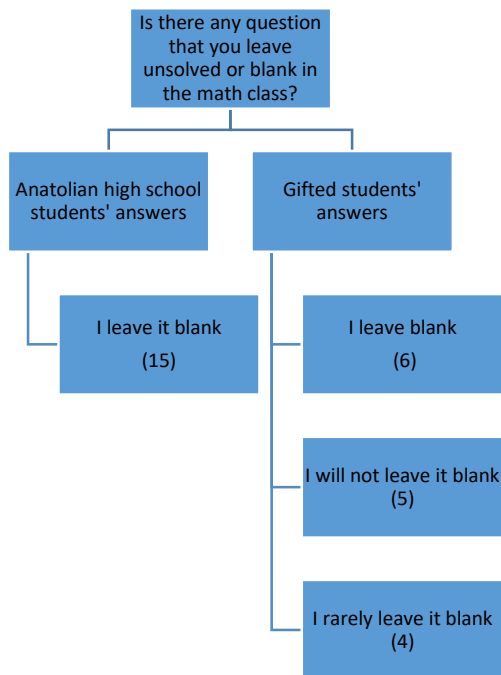 Is there any question
that you leave
unsolved or blank in
the math class?
Anatolian high school
students' answers
Gifted students'
answers
I leave it blank
(15)
I leave blank
(6)
I will not leave it blank
(5)
I rarely leave it blank
(4)